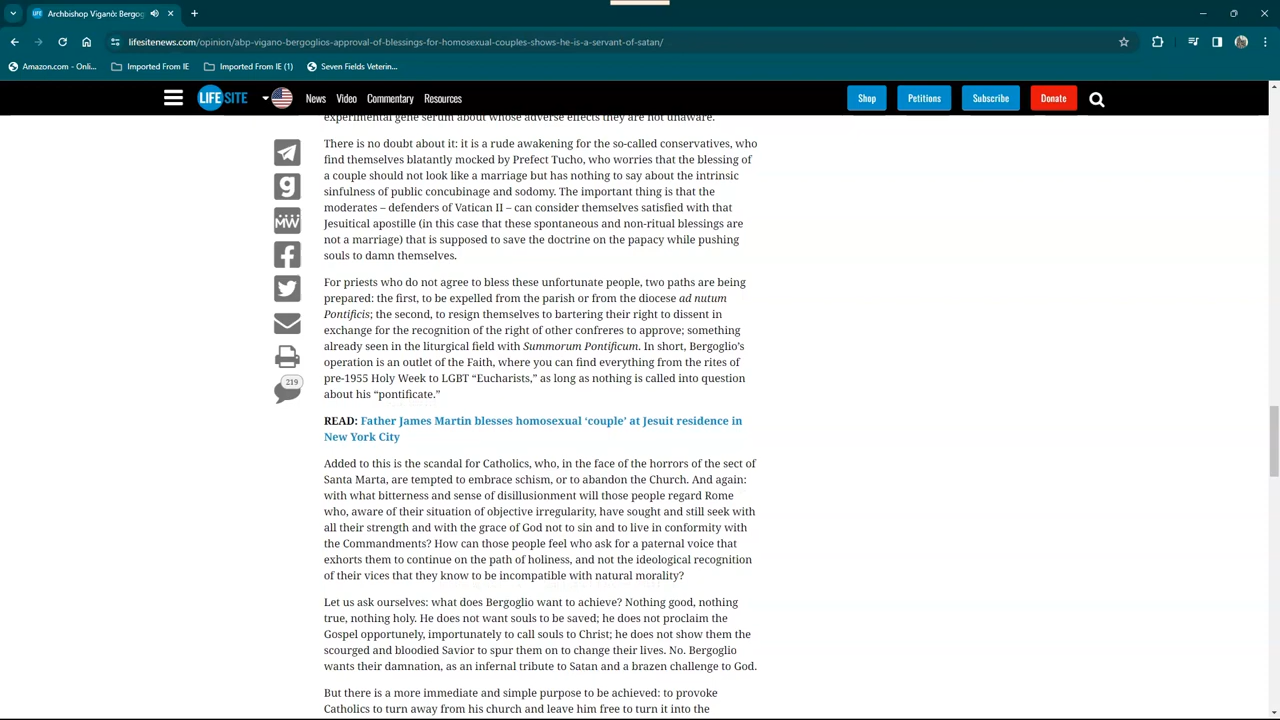 Archbishop Viganò: Bergog
lifesitenews.com/opinion/abp-vigano-bergoglios-approval-of-blessings-for-homosexual-couples-shows-he-is-a-servant-of-satan/
Amazon.com - Onli...
Imported From IE
Imported From IE (1)
Seven Fields Veterin...
LIFE SITE
News
Video
Commentary
Resources
Shop
Petitions
Subscribe
Donate
experimental gene serum about whose adverse effects they are not unaware.
There is no doubt about it: it is a rude awakening for the so-called conservatives, who
find themselves blatantly mocked by Prefect Tucho, who worries that the blessing of
a couple should not look like a marriage but has nothing to say about the intrinsic
sinfulness of public concubinage and sodomy. The important thing is that the
moderates – defenders of Vatican II – can consider themselves satisfied with that
Jesuitical apostille (in this case that these spontaneous and non-ritual blessings are
not a marriage) that is supposed to save the doctrine on the papacy while pushing
souls to damn themselves.
For priests who do not agree to bless these unfortunate people, two paths are being
prepared: the first, to be expelled from the parish or from the diocese ad nutum
Pontificis; the second, to resign themselves to bartering their right to dissent in
exchange for the recognition of the right of other confreres to approve; something
already seen in the liturgical field with Summorum Pontificum. In short, Bergoglio's
operation is an outlet of the Faith, where you can find everything from the rites of
pre-1955 Holy Week to LGBT “Eucharists,” as long as nothing is called into question
about his “pontificate.”
READ: Father James Martin blesses homosexual ‘couple’ at Jesuit residence in
New York City
Added to this is the scandal for Catholics, who, in the face of the horrors of the sect of
Santa Marta, are tempted to embrace schism, or to abandon the Church. And again:
with what bitterness and sense of disillusionment will those people regard Rome
who, aware of their situation of objective irregularity, have sought and still seek with
all their strength and with the grace of God not to sin and to live in conformity with
the Commandments? How can those people feel who ask for a paternal voice that
exhorts them to continue on the path of holiness, and not the ideological recognition
of their vices that they know to be incompatible with natural morality?
Let us ask ourselves: what does Bergoglio want to achieve? Nothing good, nothing
true, nothing holy. He does not want souls to be saved; he does not proclaim the
Gospel opportunely, importunately to call souls to Christ; he does not show them the
scourged and bloodied Savior to spur them on to change their lives. No. Bergoglio
wants their damnation, as an infernal tribute to Satan and a brazen challenge to God.
But there is a more immediate and simple purpose to be achieved: to provoke
Catholics to turn away from his church and leave him free to turn it into the
MW
219